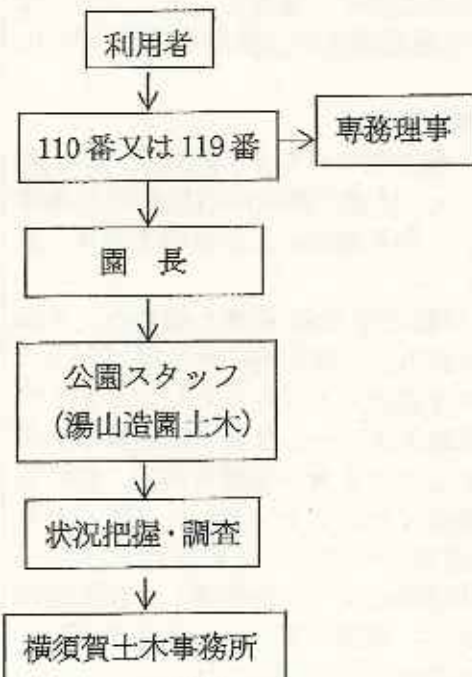 利用者
110番又は119番
専務理事
園　長
公園スタッフ
(湯山造園土木)
状況把握・調査
横須賀土木事務所